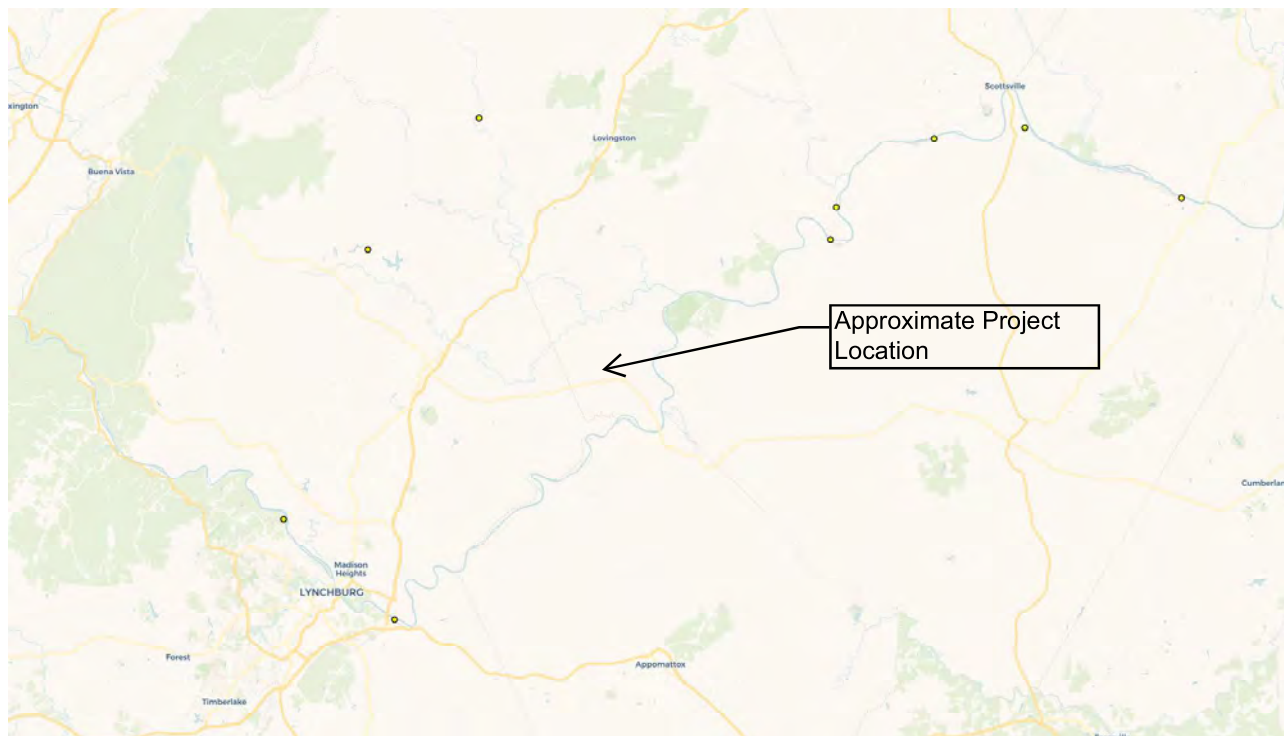 Scottsville
xington
Lovingston
Buena Vista
Approximate Project
Location
Cumberlan
Madison
Heights
LYNCHBURG
Forest
Appomattox
Timberlake